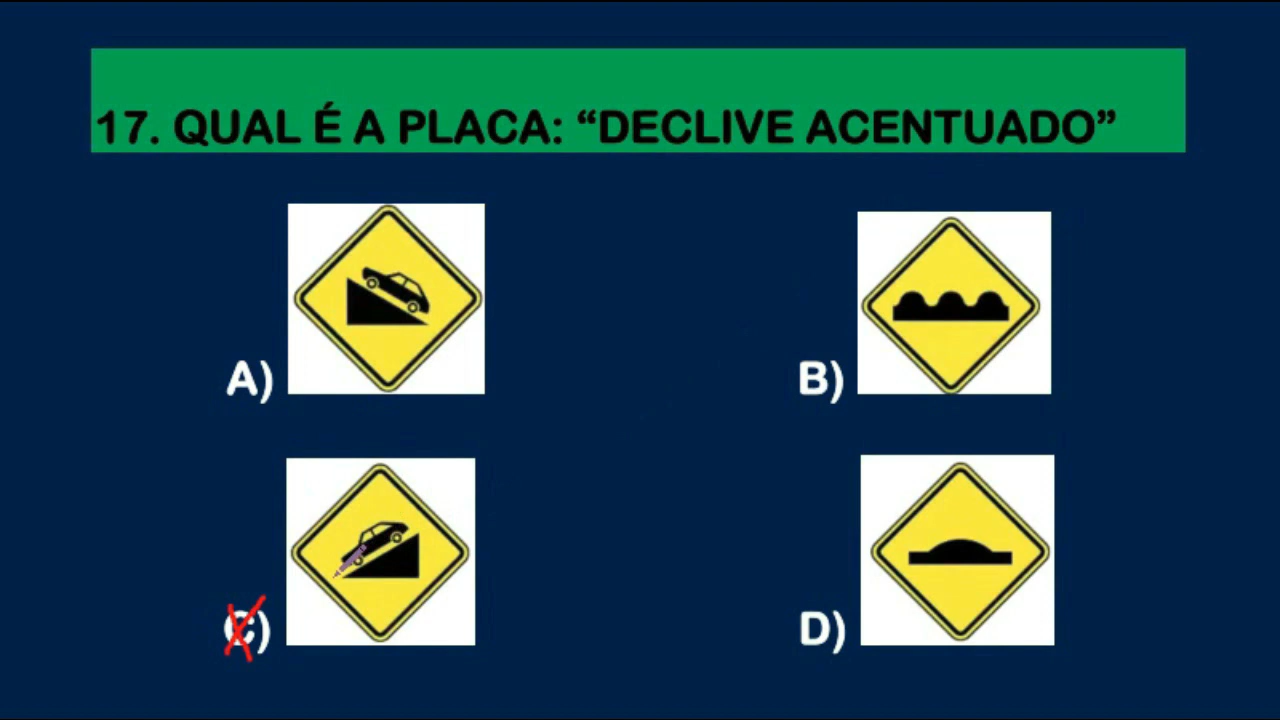 17. QUAL É A PLACA: “DECLIVE ACENTUADO”
A)
B)
C)
D)